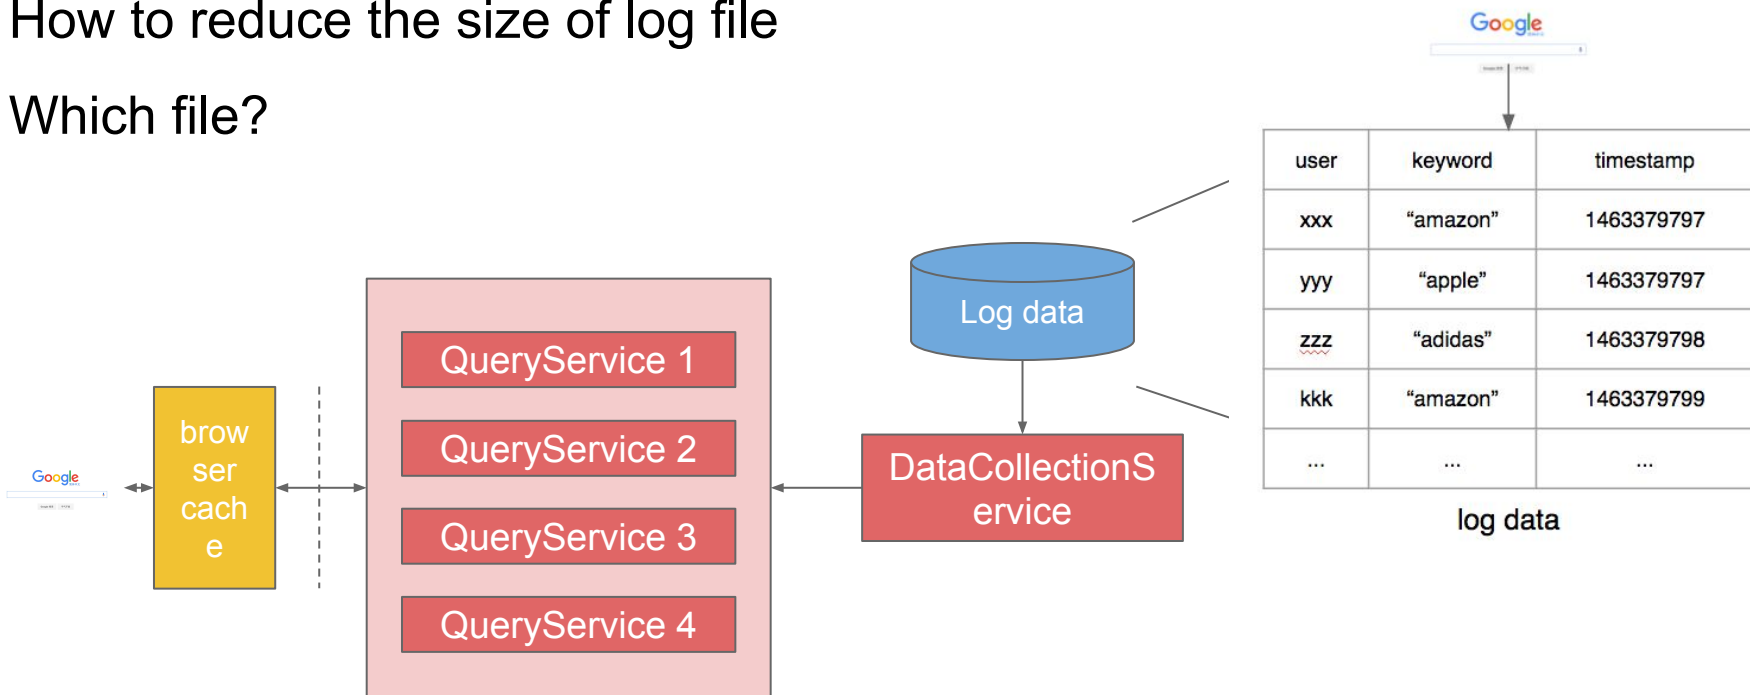 How to reduce the size of log file
Which file?
Google
user keyword timestamp
xxx “amazon” 1463379797
yyy “apple” 1463379797
zzz “adidas” 1463379798
kkk “amazon” 1463379799
... ... ...
log data
Log data
DataCollectionS
ervice
QueryService 1
QueryService 2
QueryService 3
QueryService 4
brow
ser
cach
e
Google